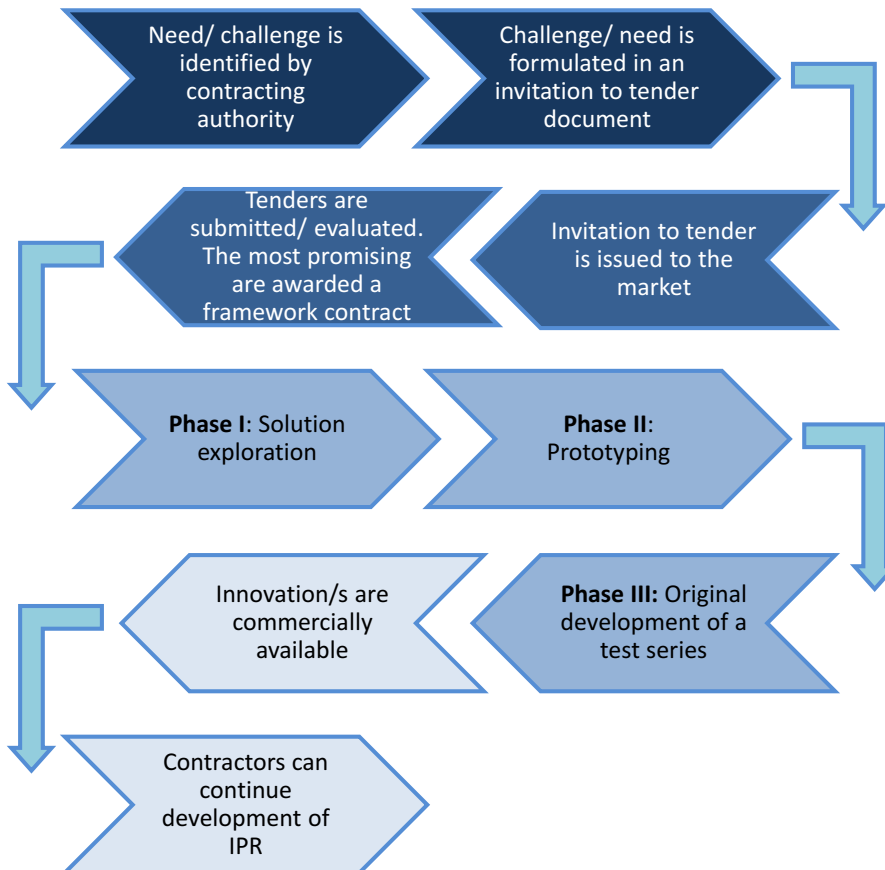 Need/ challenge is
identified by
contracting
authority
Challenge/ need is
formulated in an
invitation to tender
document
Invitation to tender
is issued to the
market
Tenders are
submitted/ evaluated.
The most promising
are awarded a
framework contract
Phase I: Solution
exploration
Phase II:
Prototyping
Phase III: Original
development of a
test series
Innovation/s are
commercially
available
Contractors can
continue
development of
IPR